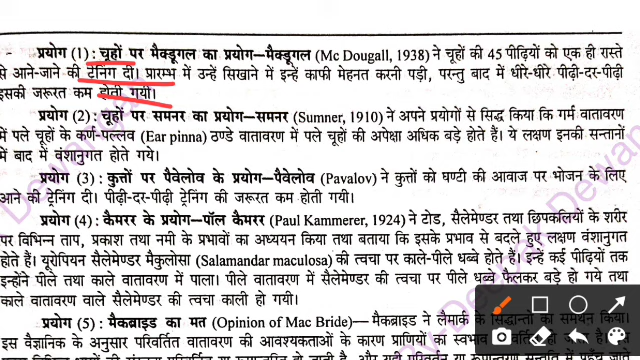 प्रयोग (1) : चूहों पर मैक्डूगल का प्रयोग—मैक्डूगल (Mc Dougall, 1938) ने चूहों की 45 पीढ़ियों को एक ही रास्ते
से आने-जाने की ट्रेनिंग दी। प्रारम्भ में उन्हें सिखाने में इन्हें काफी मेहनत करनी पड़ी, परन्तु बाद में धीरे-धीरे पीढ़ी-दर-पीढ़ी
इसकी जरूरत कम होती गयी।
प्रयोग (2) : चूहों पर समनर का प्रयोग—समनर (Sumner, 1910) ने अपने प्रयोगों से सिद्ध किया कि गर्म वातावरण
में पले चूहों के कर्ण-पल्लव (Ear pinna) ठण्डे वातावरण में पले चूहों की अपेक्षा अधिक बड़े होते हैं। ये लक्षण इनकी सन्तानों
में बाद में वंशानुगत होते गये।
प्रयोग (3) : कुत्तों पर पैवेलोव के प्रयोग—पैवेलोव (Pavalov) ने कुत्तों को घण्टी की आवाज पर भोजन के लिए
आने की ट्रेनिंग दी। पीढ़ी-दर-पीढ़ी ट्रेनिंग की जरूरत कम होती गयी।
प्रयोग (4) : कैमरर के प्रयोग—पॉल कैमरर (Paul Kammerer, 1924) ने टोड, सैलेमेण्डर तथा छिपकलियों के शरीर
पर विभिन्न ताप, प्रकाश तथा नमी के प्रभावों का अध्ययन किया तथा बताया कि इसके प्रभाव से बदले हुए लक्षण वंशानुगत
होते हैं। यूरोपियन सैलेमेण्डर मैकुलोसा (Salamandar maculosa) की त्वचा पर काले-पीले धब्बे होते हैं। इन्हें कई पीढ़ियों तक
इन्होंने पीले तथा काले वातावरण में पाला। पीले वातावरण में सैलेमेण्डर की त्वचा पर पीले धब्बे फैलकर बड़े हो गये तथा
काले वातावरण वाले सैलेमेण्डर की त्वचा काली हो गयी।
प्रयोग (5) : मैकब्राइड का मत (Opinion of Mac Bride)—मैकब्राइड ने लैमार्क के सिद्धान्तों का समर्थन किया।
इस वैज्ञानिक के अनुसार परिवर्तित वातावरण की आवश्यकताओं के कारण प्राणियों का स्वभाव